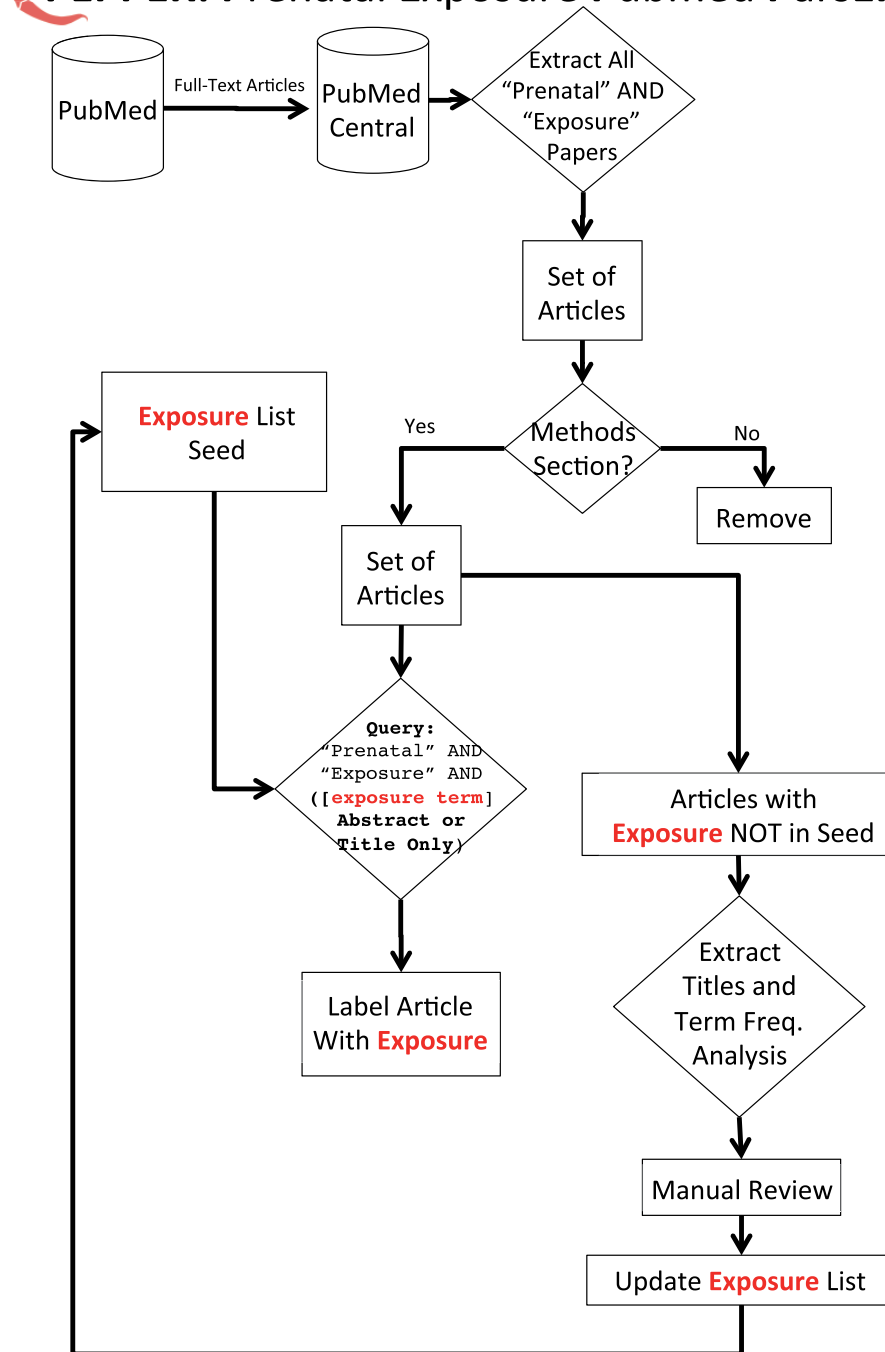 Prenatal Exposure
PubMed
Full-Text Articles
PubMed
Central
Extract All
“Prenatal” AND
“Exposure”
Papers
Set of
Articles
Methods
Section?
Yes
No
Remove
Exposure List
Seed
Set of
Articles
Query:
“Prenatal” AND
“Exposure” AND
([exposure term]
Abstract or
Title Only)
Articles with
Exposure NOT in Seed
Label Article
With Exposure
Extract
Titles and
Term Freq.
Analysis
Manual Review
Update Exposure List